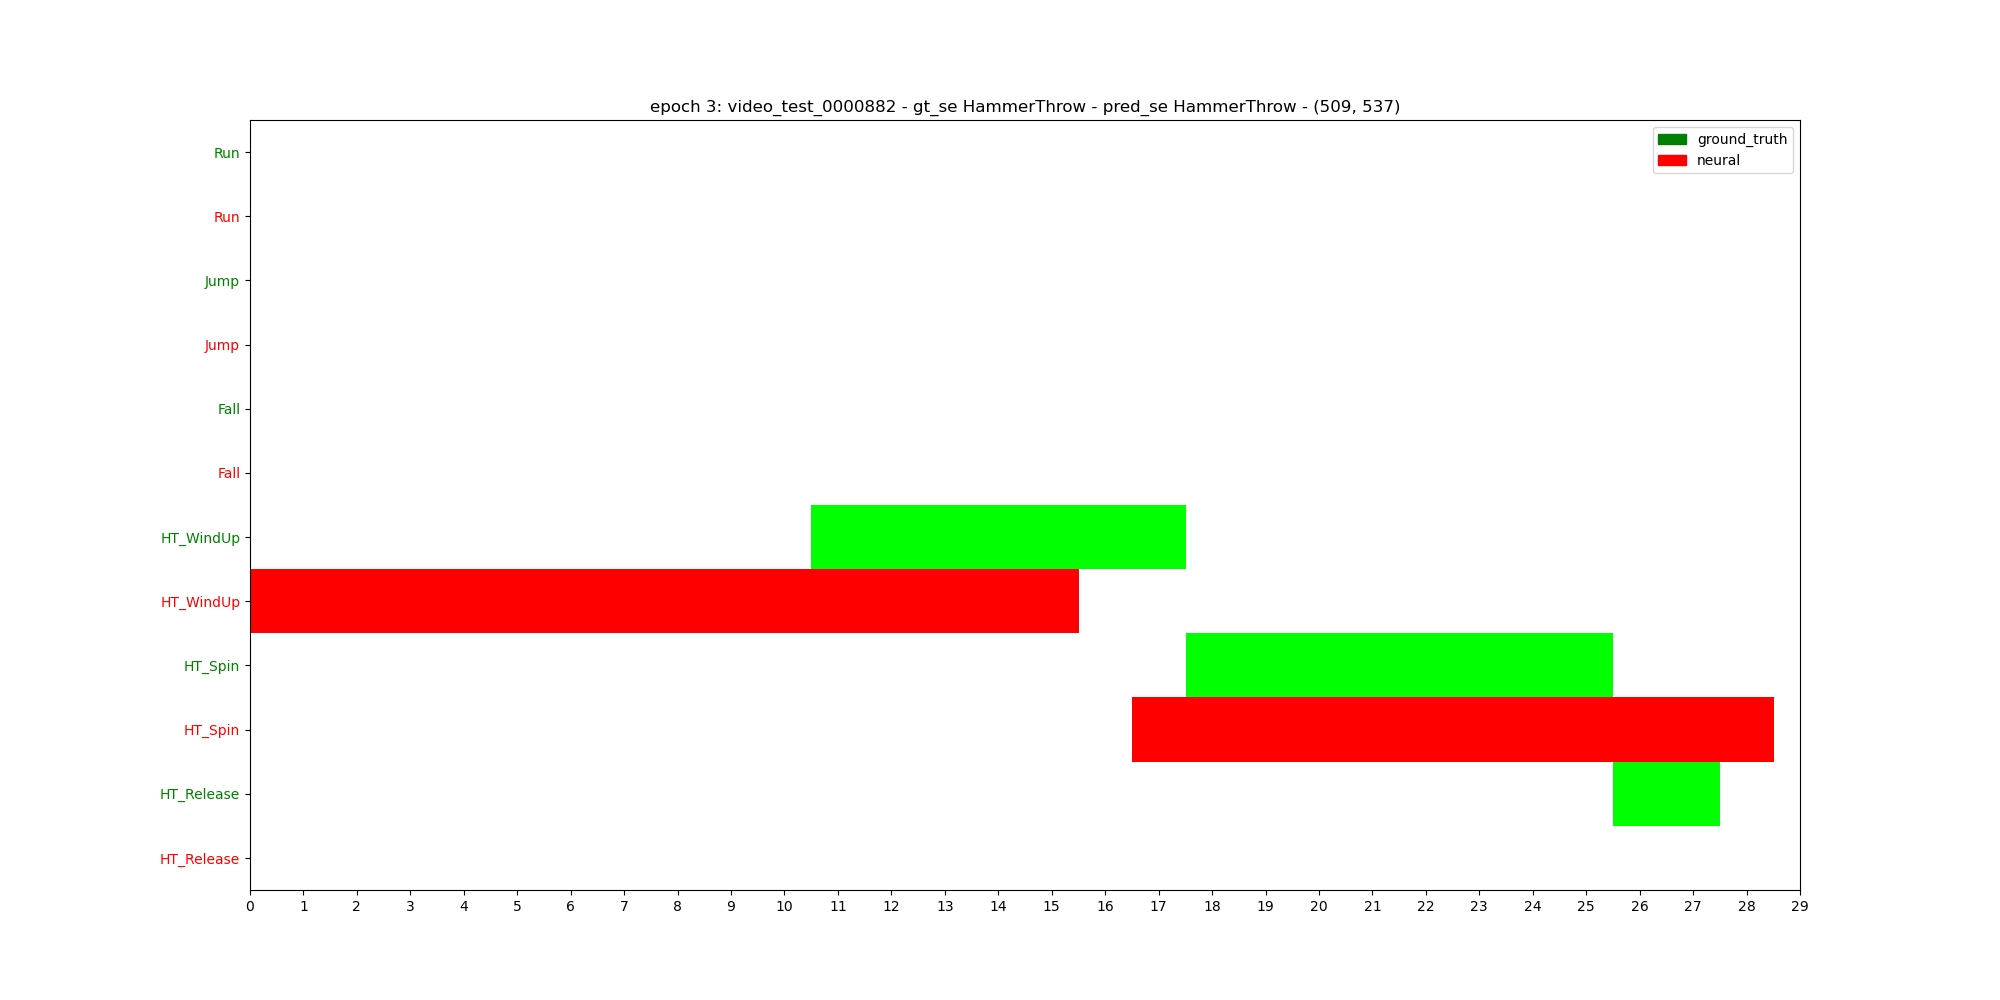 epoch 3: video_test_0000882 - gt_se HammerThrow - pred_se HammerThrow - (509, 537)
ground_truth
neural
Run
Run
Jump
Jump
Fall
Fall
HT_WindUp
HT_WindUp
HT_Spin
HT_Spin
HT_Release
HT_Release
0 1 2 3 4 5 6 7 8 9 10 11 12 13 14 15 16 17 18 19 20 21 22 23 24 25 26 27 28 29